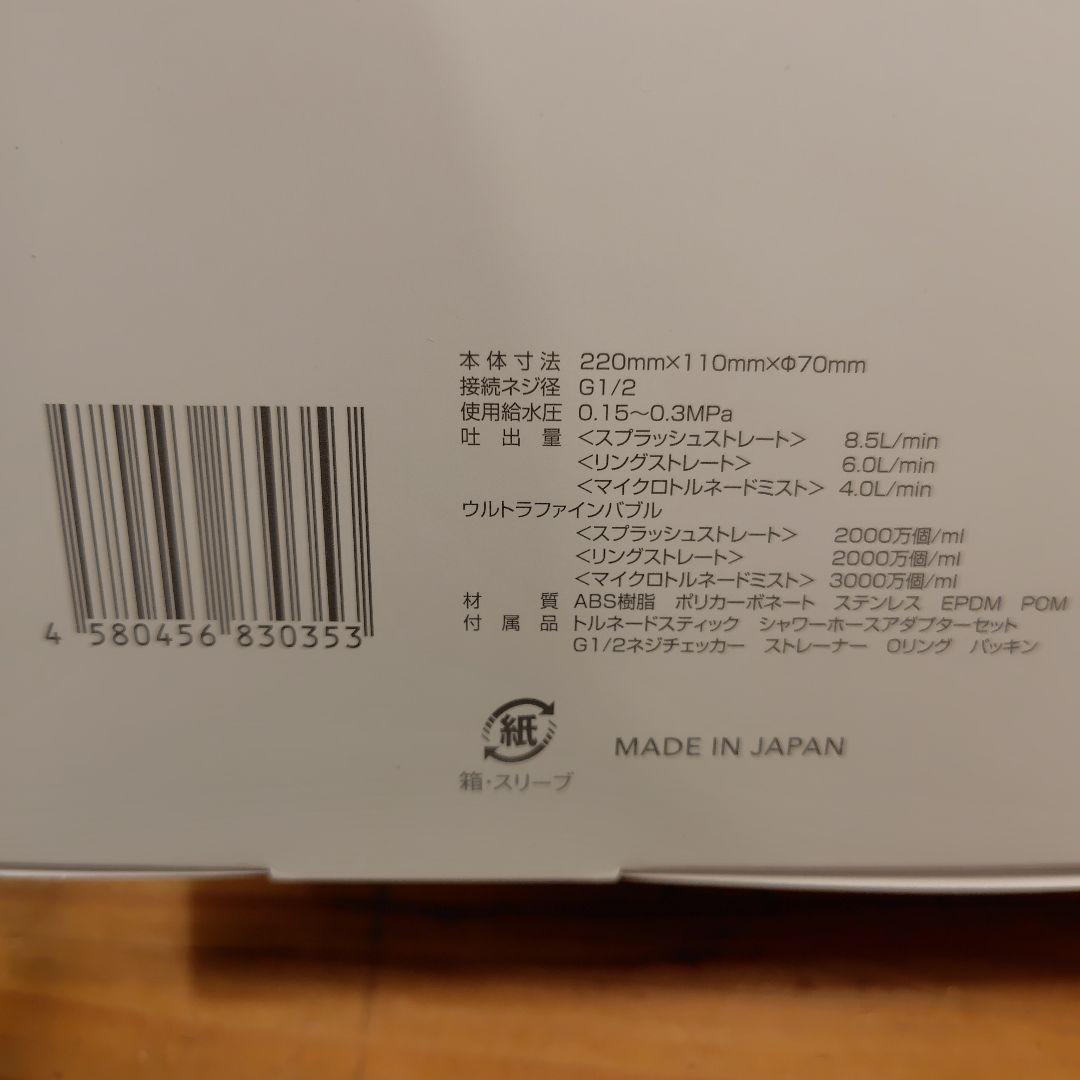 本体寸法 220mm×110mm×Φ70mm
接続ネジ径 G1/2
使用給水圧 0.15～0.3MPa
吐出量 <スプラッシュストレート> 8.5L/min
<リングストレート> 6.0L/min
<マイクロトルネードミスト> 4.0L/min
ウルトラファインバブル
<スプラッシュストレート> 2000万個/ml
<リングストレート> 2000万個/ml
<マイクロトルネードミスト> 3000万個/ml
材質 ABS樹脂 ポリカーボネート ステンレス EPDM POM
付属品 トルネードスティック シャワーホースアダプターセット
G1/2ネジチェッカー ストレーナー Oリング パッキン
4 580456 830353
紙
箱・スリーブ
MADE IN JAPAN